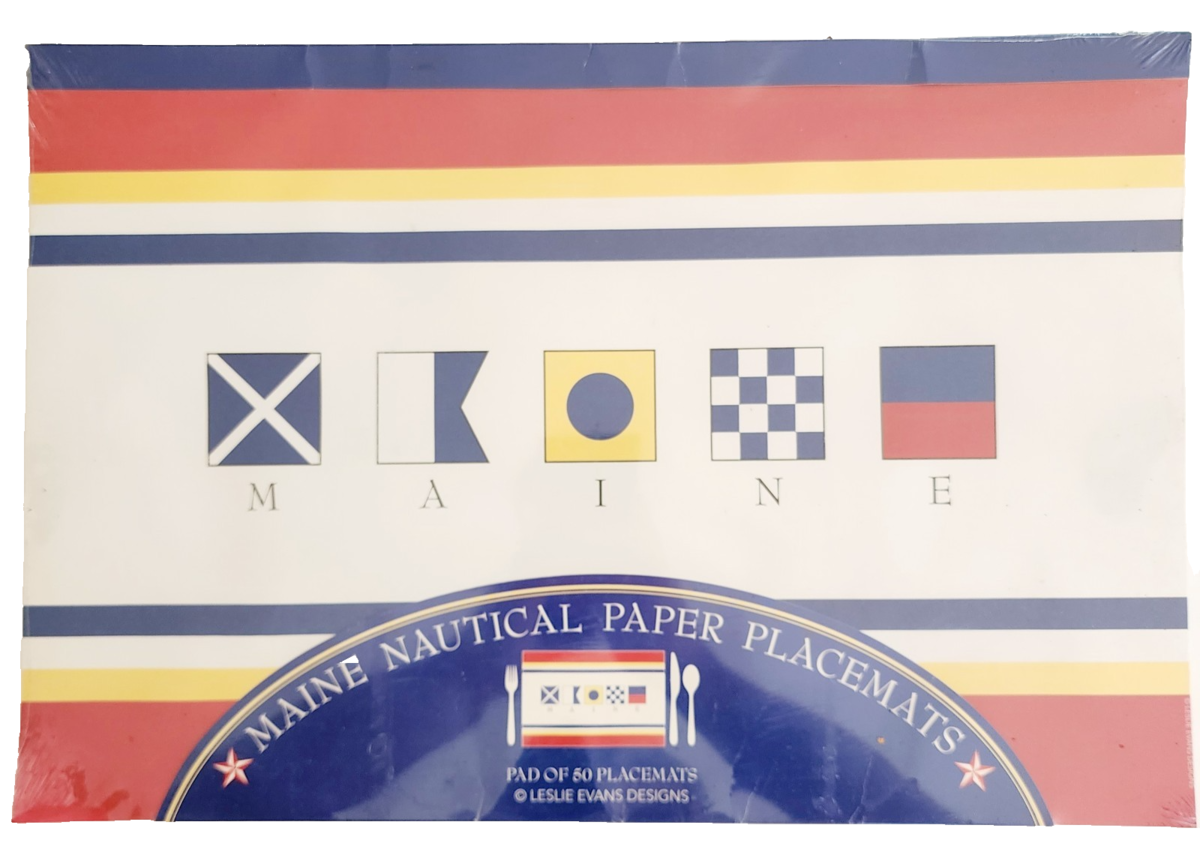 M A I N E
MAINE NAUTICAL PAPER PLACEMATS
PAD OF 50 PLACEMATS
© LESLIE EVANS DESIGNS